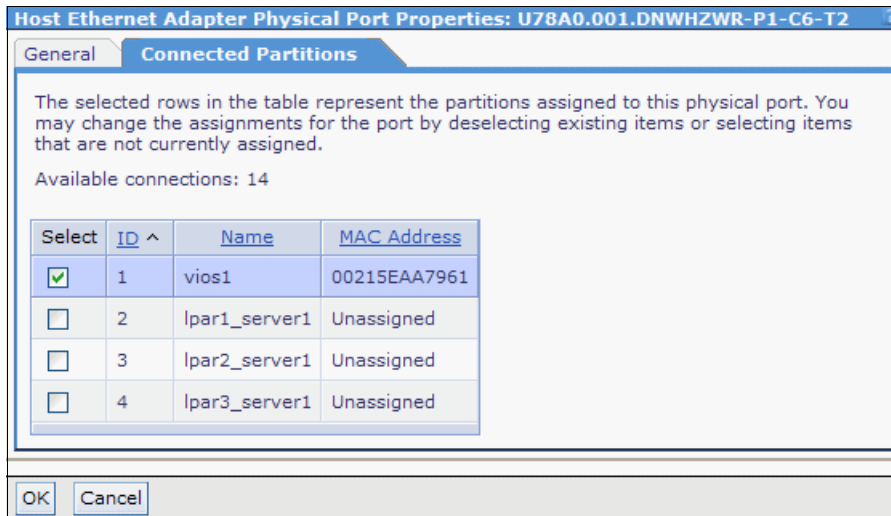 Host Ethernet Adapter Physical Port Properties: U78A0.001.DNWHZWR-P1-C6-T2
General Connected Partitions
The selected rows in the table represent the partitions assigned to this physical port. You
may change the assignments for the port by deselecting existing items or selecting items
that are not currently assigned.
Available connections: 14
Select ID ^ Name MAC Address
1 vios1 00215EAA7961
2 lpar1_server1 Unassigned
3 lpar2_server1 Unassigned
4 lpar3_server1 Unassigned
OK Cancel